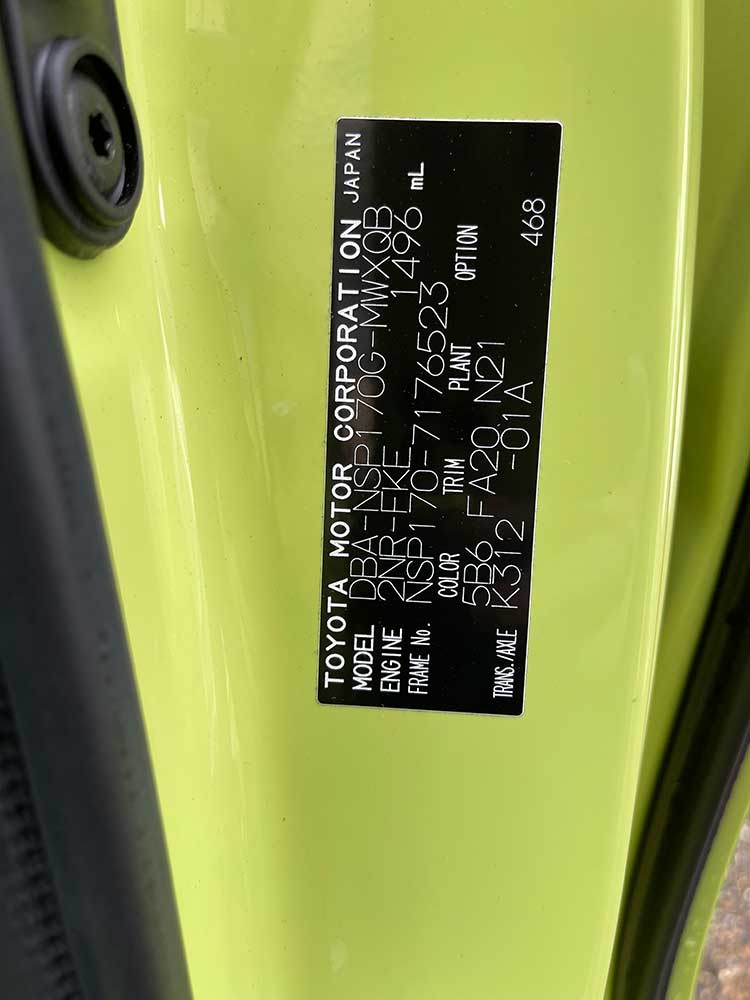 TOYOTA MOTOR CORPORATION JAPAN
MODEL DBA-NSP170G-MWXQB
ENGINE 2NR-FKE 1496 mL
FRAME No. NSP170-7176523
COLOR TRIM PLANT OPTION
5B6 FA20 N21
TRANS./AXLE K312 -01A
468